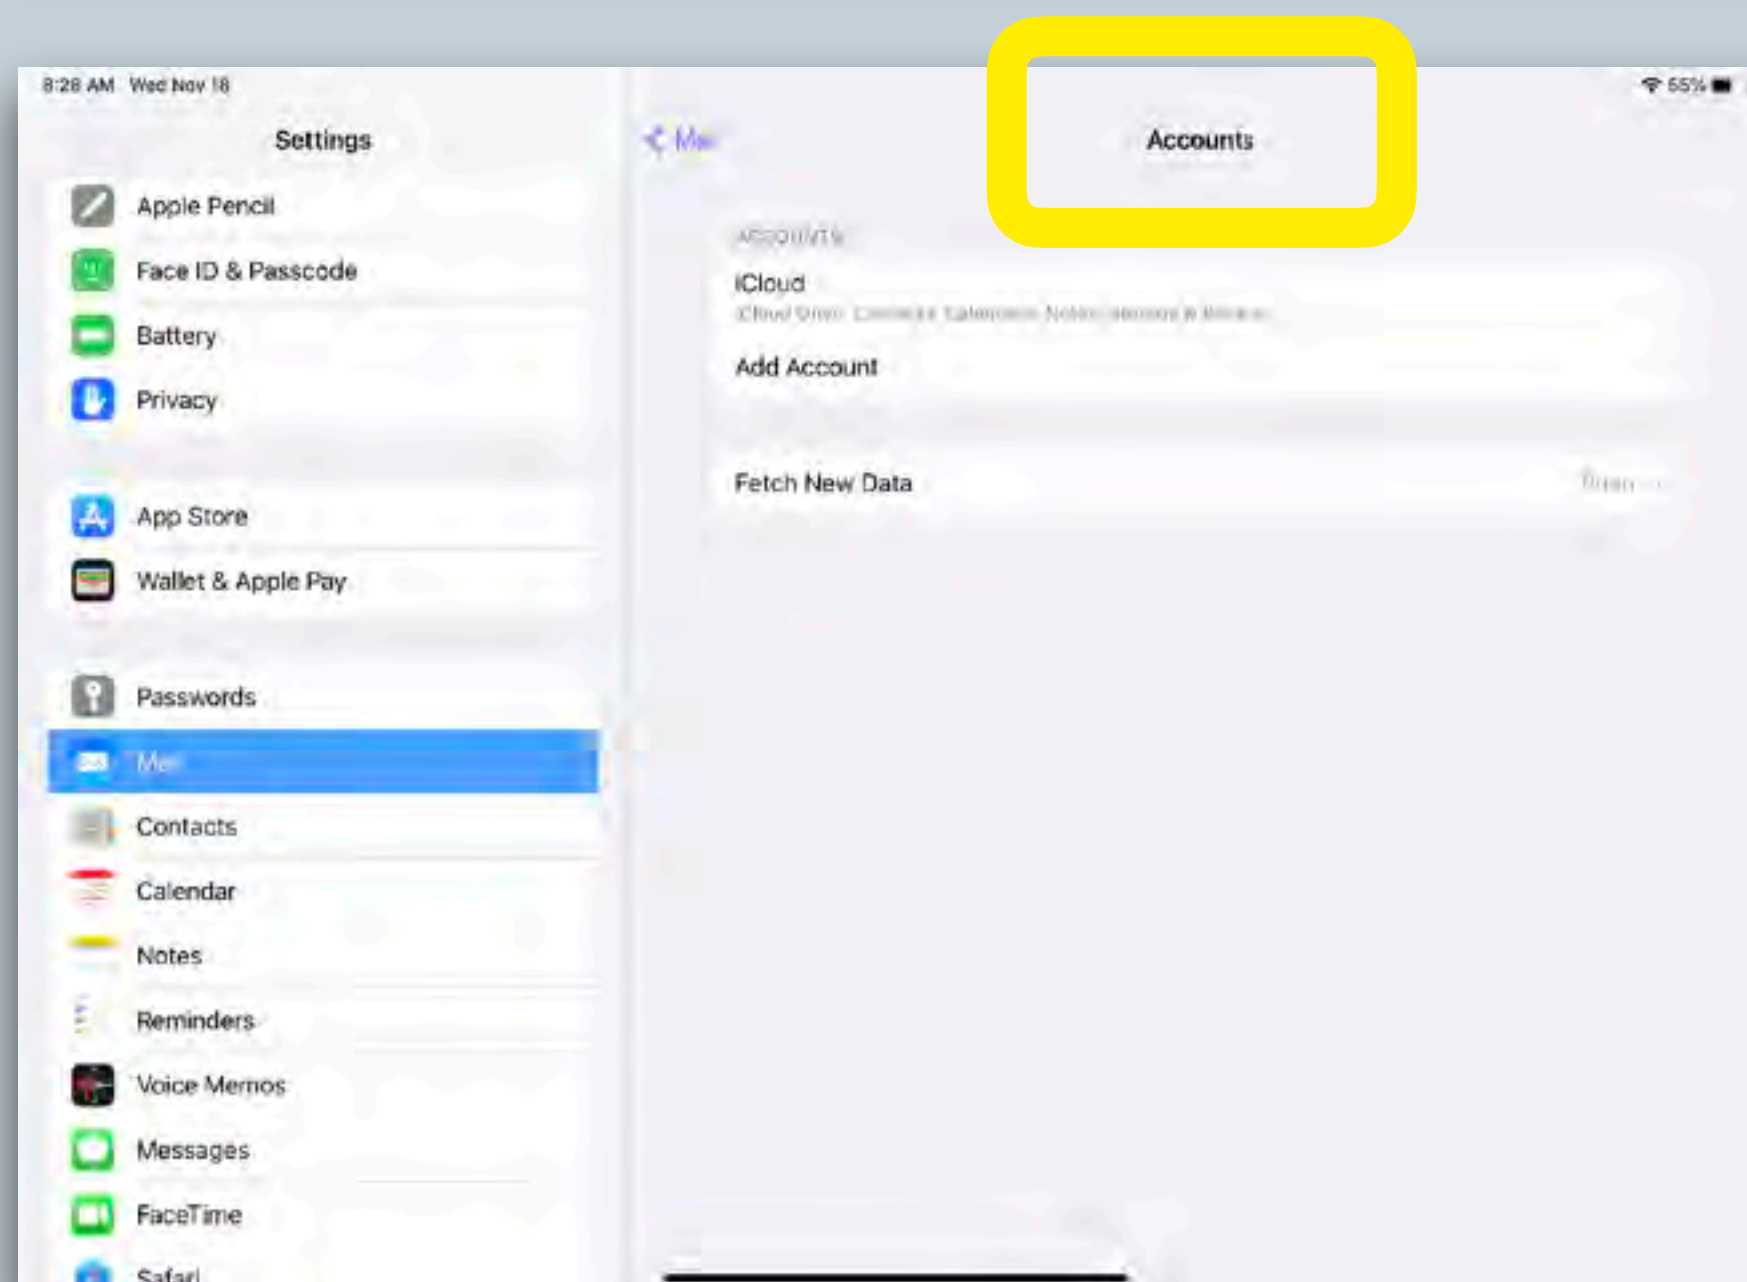 8:28 AM Wed Nov 18
55%
Settings
Apple Pencil
Face ID & Passcode
Battery
Privacy
App Store
Wallet & Apple Pay
Passwords
Contacts
Calendar
Notes
Reminders
Voice Memos
Messages
FaceTime
Safari
Accounts
ACCOUNTS
iCloud
Add Account
Fetch New Data